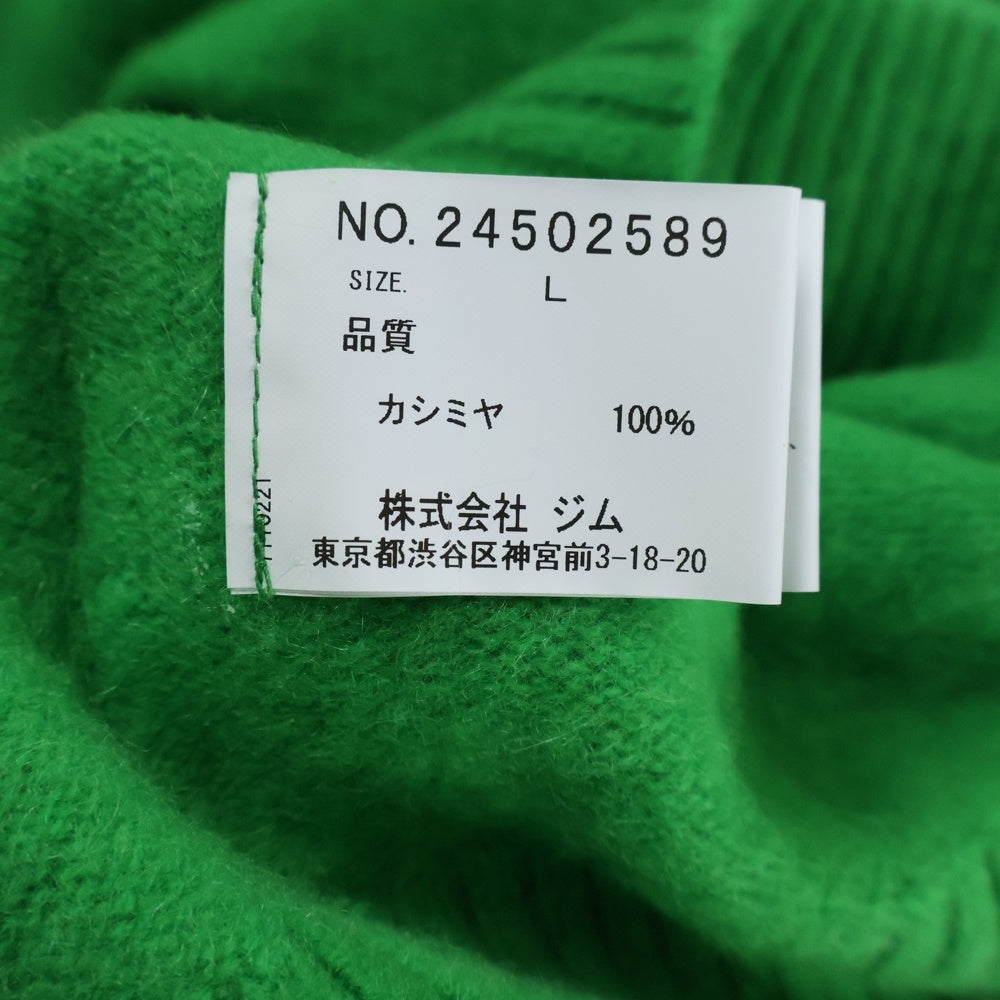 NO. 24502589
SIZE. L
品質
カシミヤ 100%
株式会社 ジム
東京都渋谷区神宮前3-18-20